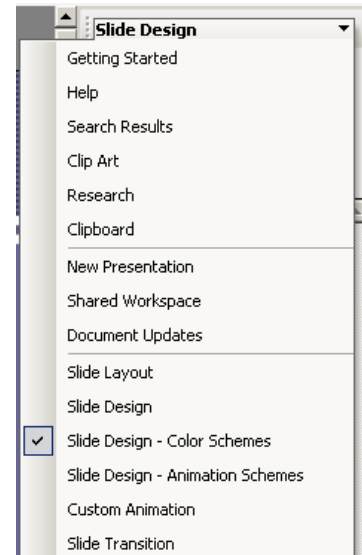 Slide Design
Getting Started
Help
Search Results
Clip Art
Research
Clipboard
New Presentation
Shared Workspace
Document Updates
Slide Layout
Slide Design
Slide Design - Color Schemes
Slide Design - Animation Schemes
Custom Animation
Slide Transition